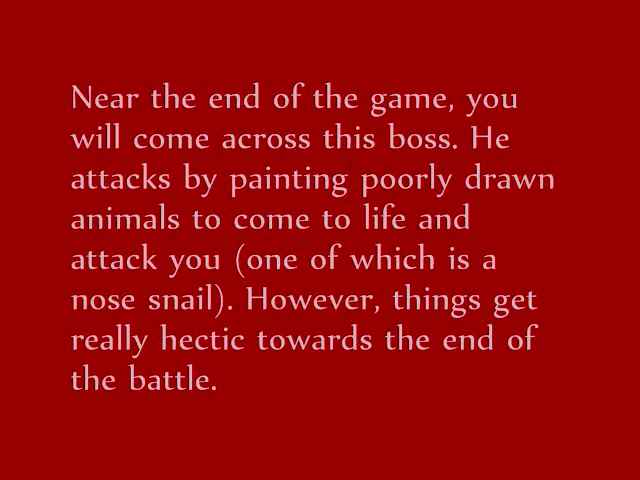 Near the end of the game, you
will come across this boss. He
attacks by painting poorly drawn
animals to come to life and
attack you (one of which is a
nose snail). However, things get
really hectic towards the end of
the battle.